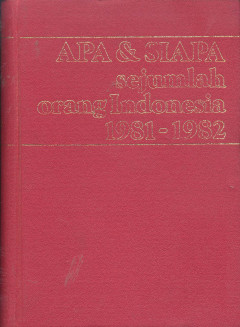 APA & SIAPA
sejumlah
orang Indonesia
1981-1982